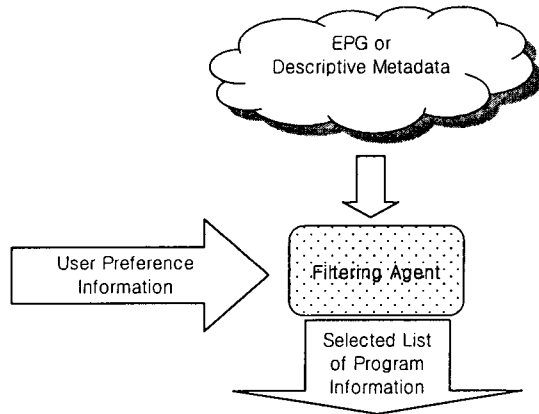 EPG or
Descriptive Metadata
User Preference
Information
Filtering Agent
Selected List
of Program
Information